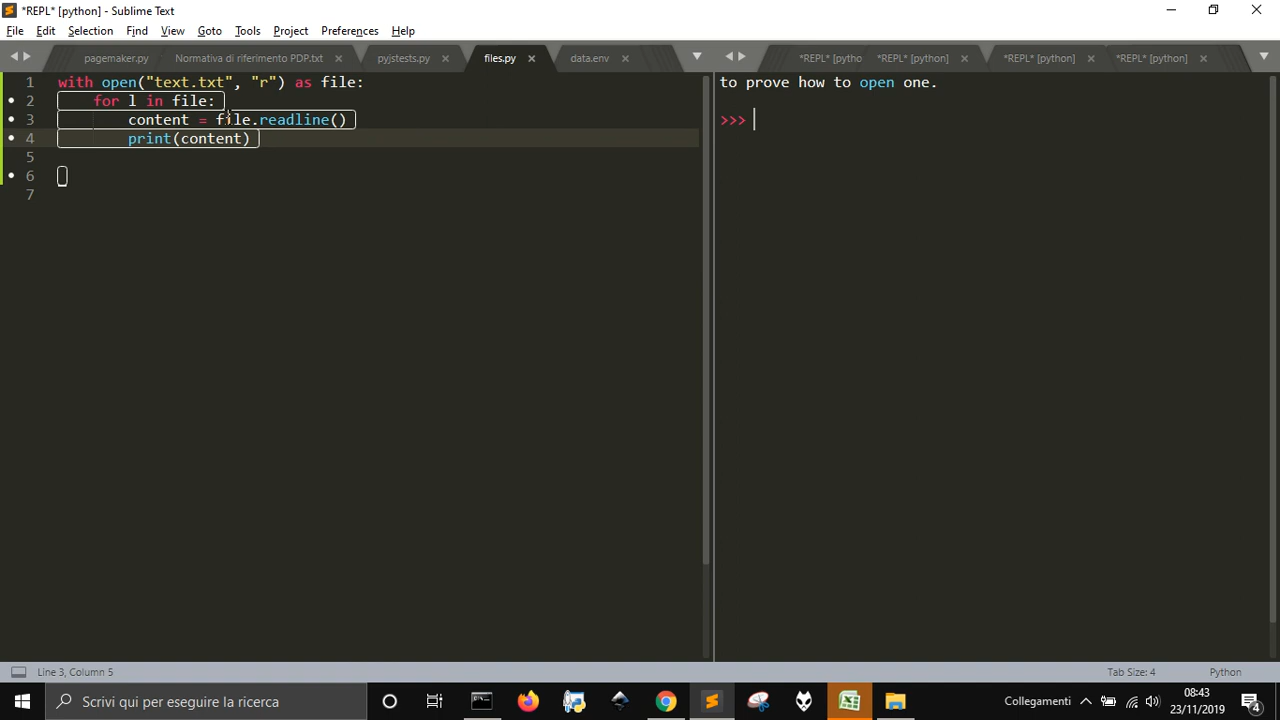 *REPL* [python] - Sublime Text
File Edit Selection Find View Goto Tools Project Preferences Help
pagemaker.py Normativa di riferimento PDP.txt pyjstests.py files.py data.env *REPL* [pytho *REPL* [python] *REPL* [python] *REPL* [python]
1 with open("text.txt", "r") as file:
2 for l in file:
3 content = file.readline()
4 print(content)
5
6
7
to prove how to open one.
>>>
Line 3, Column 5 Tab Size: 4 Python
Scrivi qui per eseguire la ricerca
Collegamenti
08:43
23/11/2019
4